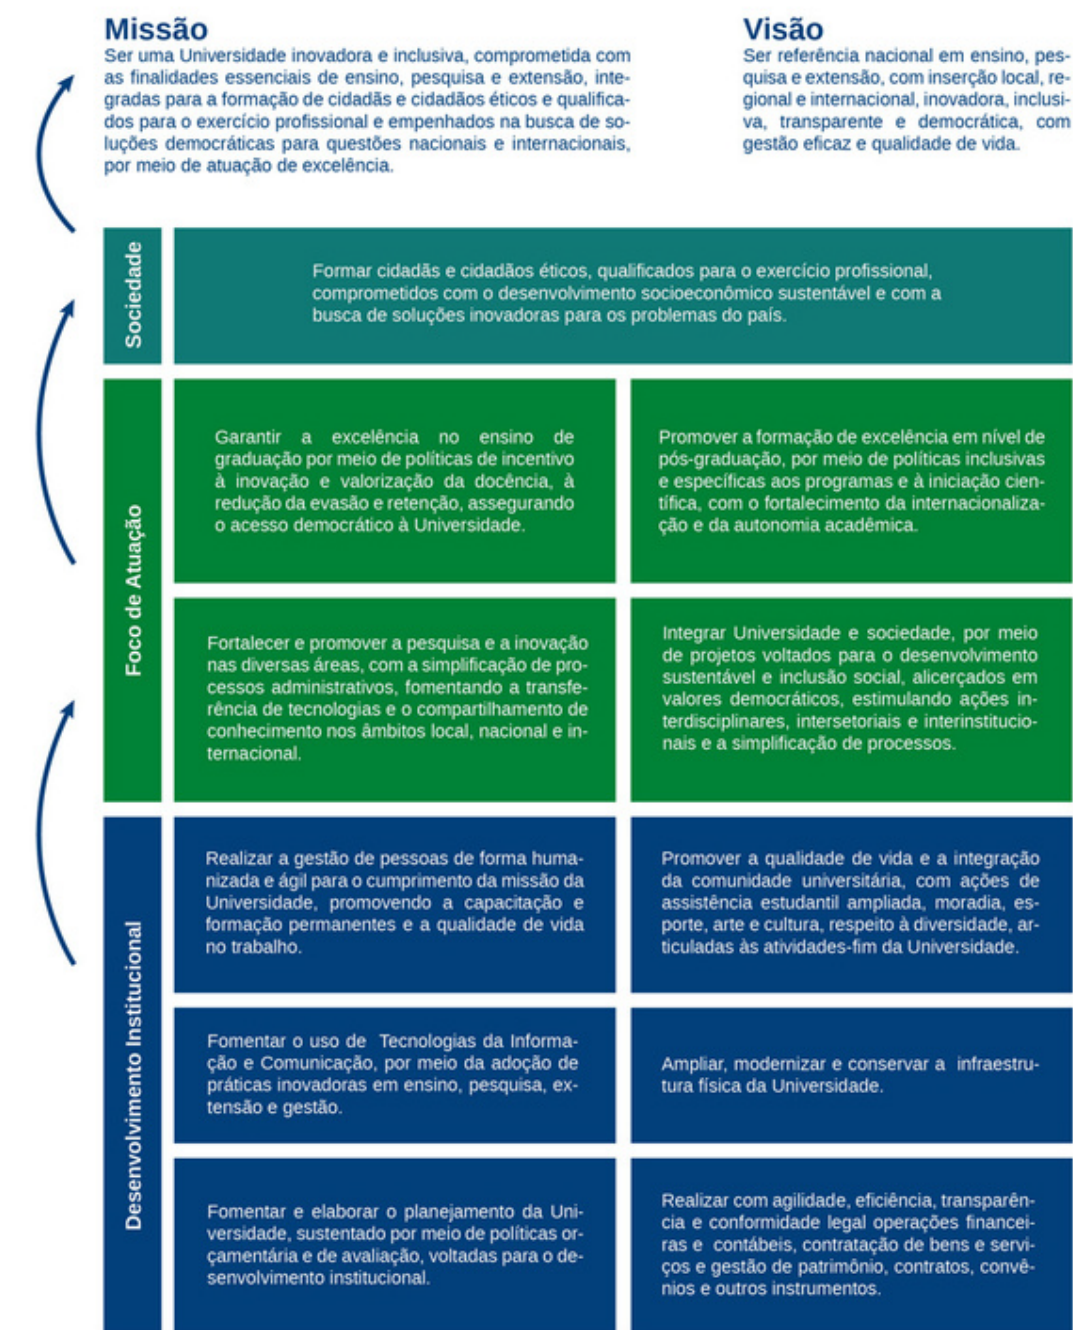 Missão
Ser uma Universidade inovadora e inclusiva, comprometida com
as finalidades essenciais de ensino, pesquisa e extensão, inte-
gradas para a formação de cidadãs e cidadãos éticos e qualifica-
dos para o exercício profissional e empenhados na busca de so-
luções democráticas para questões nacionais e internacionais,
por meio de atuação de excelência.
Visão
Ser referência nacional em ensino, pes-
quisa e extensão, com inserção local, re-
gional e internacional, inovadora, inclusi-
va, transparente e democrática, com
gestão eficaz e qualidade de vida.
Sociedade
Formar cidadãs e cidadãos éticos, qualificados para o exercício profissional,
comprometidos com o desenvolvimento socioeconômico sustentável e com a
busca de soluções inovadoras para os problemas do país.
Foco de Atuação
Garantir a excelência no ensino de
graduação por meio de políticas de incentivo
à inovação e valorização da docência, à
redução da evasão e retenção, assegurando
o acesso democrático à Universidade.
Promover a formação de excelência em nível de
pós-graduação, por meio de políticas inclusivas
e específicas aos programas e à iniciação cien-
tífica, com o fortalecimento da internacionaliza-
ção e da autonomia acadêmica.
Fortalecer e promover a pesquisa e a inovação
nas diversas áreas, com a simplificação de pro-
cessos administrativos, fomentando a transfe-
rência de tecnologias e o compartilhamento de
conhecimento nos âmbitos local, nacional e in-
ternacional.
Integrar Universidade e sociedade, por meio
de projetos voltados para o desenvolvimento
sustentável e inclusão social, alicerçados em
valores democráticos, estimulando ações in-
terdisciplinares, intersetoriais e interinstitucio-
nais e a simplificação de processos.
Desenvolvimento Institucional
Realizar a gestão de pessoas de forma huma-
nizada e ágil para o cumprimento da missão da
Universidade, promovendo a capacitação e
formação permanentes e a qualidade de vida
no trabalho.
Promover a qualidade de vida e a integração
da comunidade universitária, com ações de
assistência estudantil ampliada, moradia, es-
porte, arte e cultura, respeito à diversidade, ar-
ticuladas às atividades-fim da Universidade.
Fomentar o uso de Tecnologias da Informa-
ção e Comunicação, por meio da adoção de
práticas inovadoras em ensino, pesquisa, ex-
tensão e gestão.
Ampliar, modernizar e conservar a infraestru-
tura física da Universidade.
Fomentar e elaborar o planejamento da Uni-
versidade, sustentado por meio de políticas or-
çamentária e de avaliação, voltadas para o de-
senvolvimento institucional.
Realizar com agilidade, eficiência, transparên-
cia e conformidade legal operações financei-
ras e contábeis, contratação de bens e servi-
ços e gestão de patrimônio, contratos, convê-
nios e outros instrumentos.